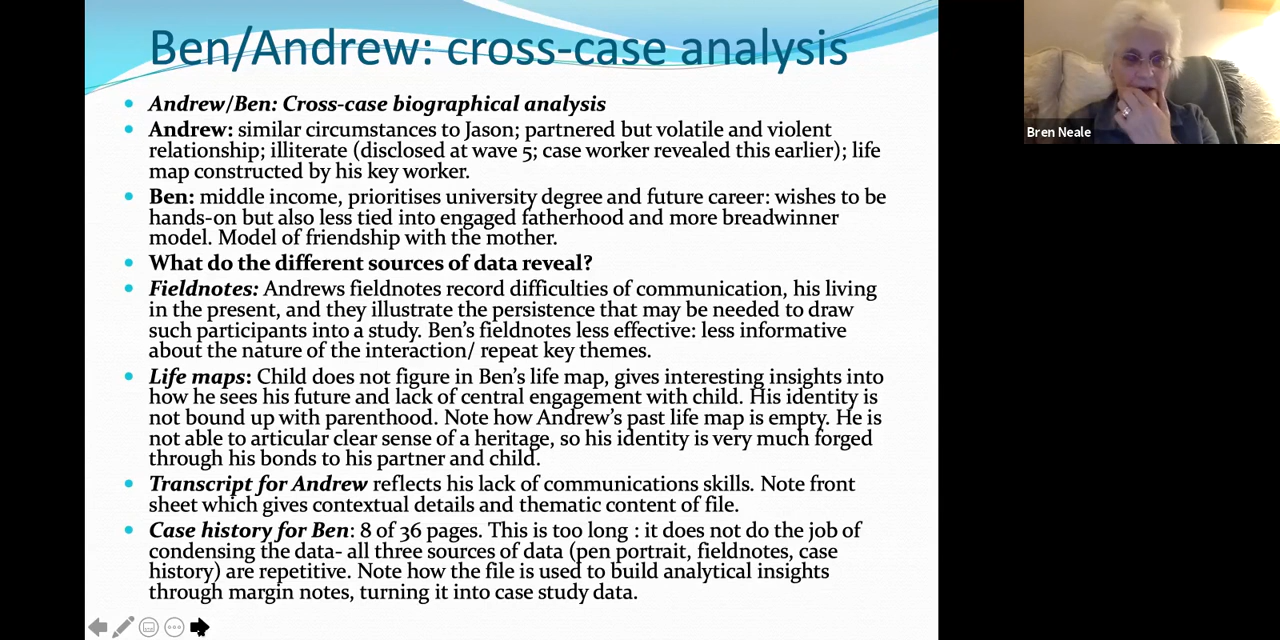 Ben/Andrew: cross-case analysis
Andrew/Ben: Cross-case biographical analysis
Andrew: similar circumstances to Jason; partnered but volatile and violent
relationship; illiterate (disclosed at wave 5; case worker revealed this earlier); life
map constructed by his key worker.
Ben: middle income, prioritises university degree and future career: wishes to be
hands-on but also less tied into engaged fatherhood and more breadwinner
model. Model of friendship with the mother.
What do the different sources of data reveal?
Fieldnotes: Andrews fieldnotes record difficulties of communication, his living
in the present, and they illustrate the persistence that may be needed to draw
such participants into a study. Ben's fieldnotes less effective: less informative
about the nature of the interaction/ repeat key themes.
Life maps: Child does not figure in Ben's life map, gives interesting insights into
how he sees his future and lack of central engagement with child. His identity is
not bound up with parenthood. Note how Andrew's past life map is empty. He is
not able to articular clear sense of a heritage, so his identity is very much forged
through his bonds to his partner and child.
Transcript for Andrew reflects his lack of communications skills. Note front
sheet which gives contextual details and thematic content of file.
Case history for Ben: 8 of 36 pages. This is too long : it does not do the job of
condensing the data- all three sources of data (pen portrait, fieldnotes, case
history) are repetitive. Note how the file is used to build analytical insights
through margin notes, turning it into case study data.
Bren Neale